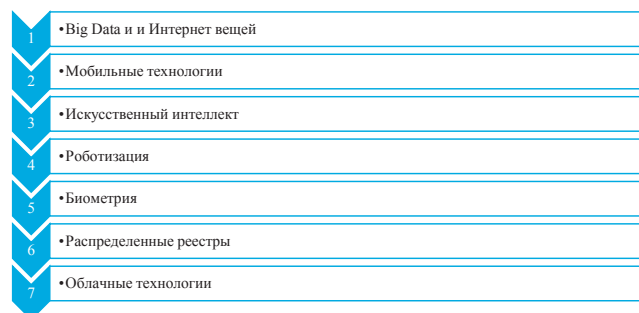 1
•Big Data и и Интернет вещей
2
•Мобильные технологии
3
•Искусственный интеллект
4
•Роботизация
5
•Биометрия
6
•Распределенные реестры
7
•Облачные технологии